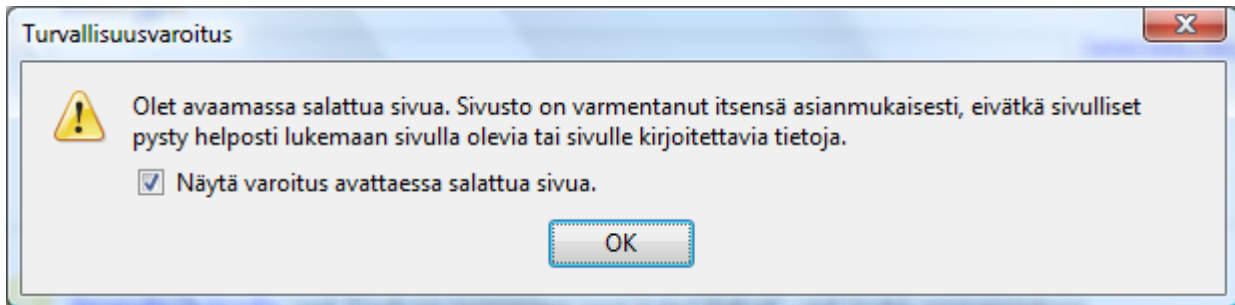 Turvallisuusvaroitus
Olet avaamassa salattua sivua. Sivusto on varmentanut itsensä asianmukaisesti, eivätkä sivulliset
pysty helposti lukemaan sivulla olevia tai sivulle kirjoitettavia tietoja.
Näytä varoitus avattaessa salattua sivua.
OK